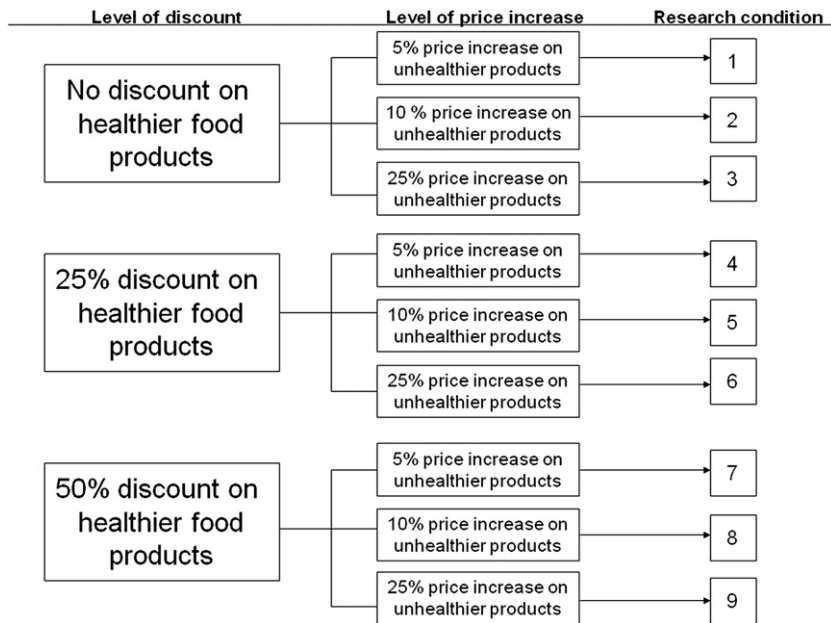 Level of discount Level of price increase Research condition
No discount on
healthier food
products
5% price increase on
unhealthier products
1
10 % price increase on
unhealthier products
2
25% price increase on
unhealthier products
3
25% discount on
healthier food
products
5% price increase on
unhealthier products
4
10% price increase on
unhealthier products
5
25% price increase on
unhealthier products
6
50% discount on
healthier food
products
5% price increase on
unhealthier products
7
10% price increase on
unhealthier products
8
25% price increase on
unhealthier products
9